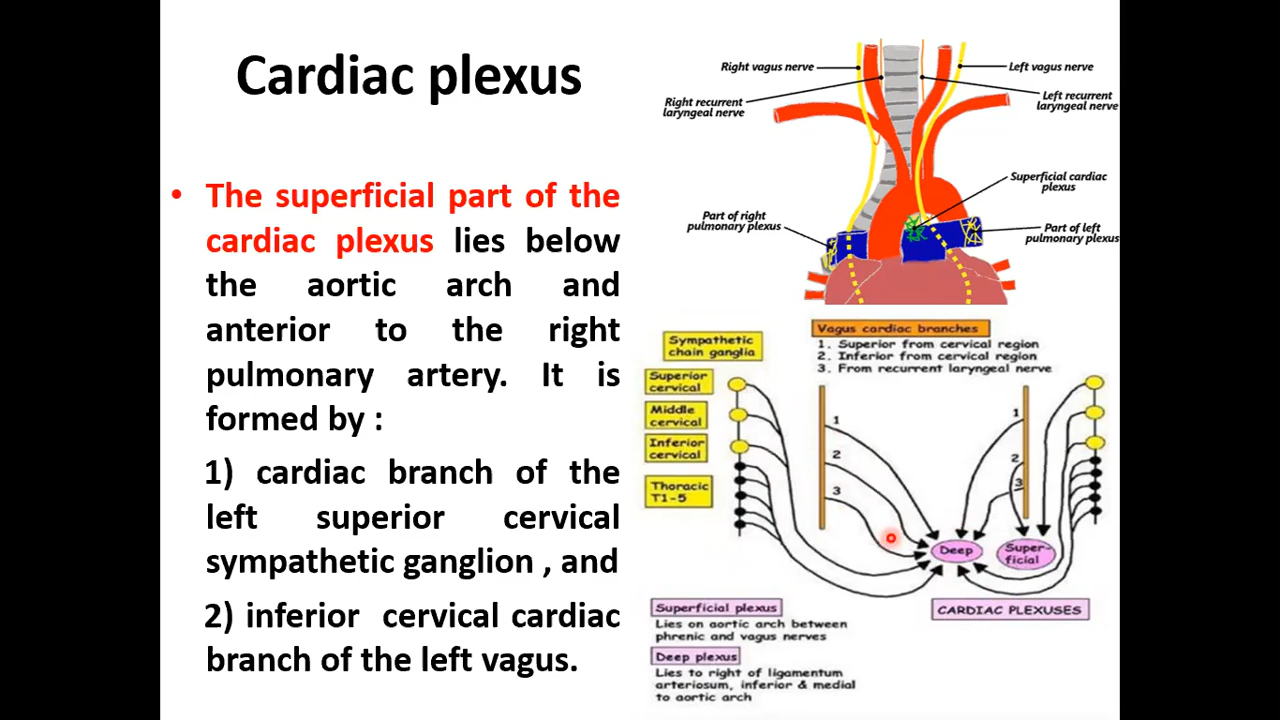 Cardiac plexus
• The superficial part of the
cardiac plexus lies below
the aortic arch and
anterior to the right
pulmonary artery. It is
formed by :
1) cardiac branch of the
left superior cervical
sympathetic ganglion , and
2) inferior cervical cardiac
branch of the left vagus.
Right vagus nerve
Left vagus nerve
Right recurrent
laryngeal nerve
Left recurrent
laryngeal nerve
Superficial cardiac
plexus
Part of right
pulmonary plexus
Part of left
pulmonary plexus
Sympathetic
chain ganglia
Vagus cardiac branches
1. Superior from cervical region
2. Inferior from cervical region
3. From recurrent laryngeal nerve
Superior
cervical
Middle
cervical
Inferior
cervical
Thoracic
T1-5
1
2
3
1
2
3
Deep
Super-
ficial
CARDIAC PLEXUSES
Superficial plexus
Lies on aortic arch between
phrenic and vagus nerves
Deep plexus
Lies to right of ligamentum
arteriosum, inferior & medial
to aortic arch